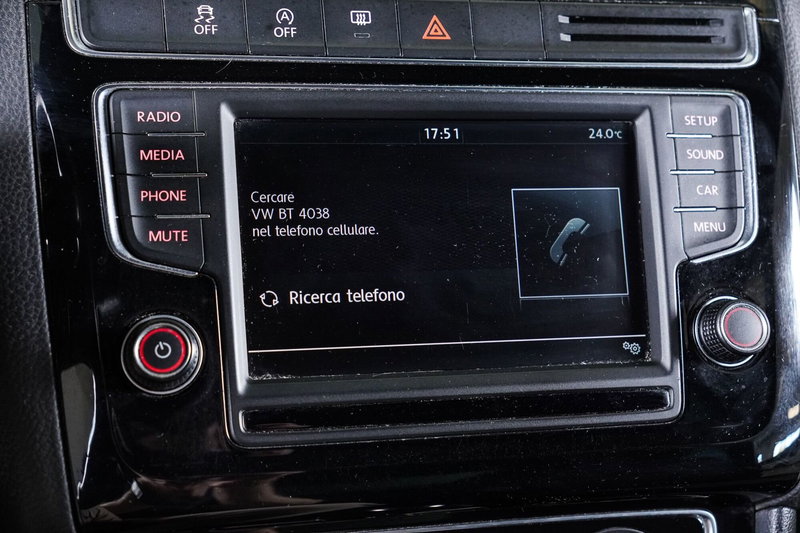 OFF
A
OFF
RADIO
MEDIA
PHONE
MUTE
17:51
24.0°C
Cercare
VW BT 4038
nel telefono cellulare.
Ricerca telefono
SETUP
SOUND
CAR
MENU